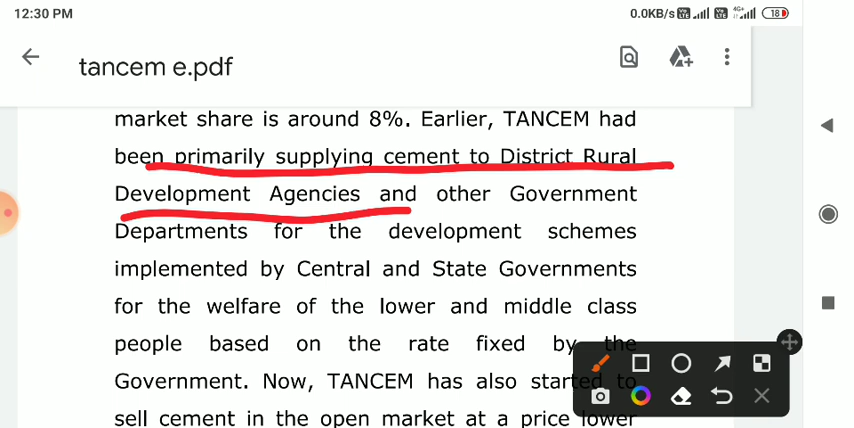 12:30 PM
0.0KB/s
4G+
18
tancem e.pdf
market share is around 8%. Earlier, TANCEM had
been primarily supplying cement to District Rural
Development Agencies and other Government
Departments for the development schemes
implemented by Central and State Governments
for the welfare of the lower and middle class
people based on the rate fixed by the
Government. Now, TANCEM has also started to
sell cement in the open market at a price lower